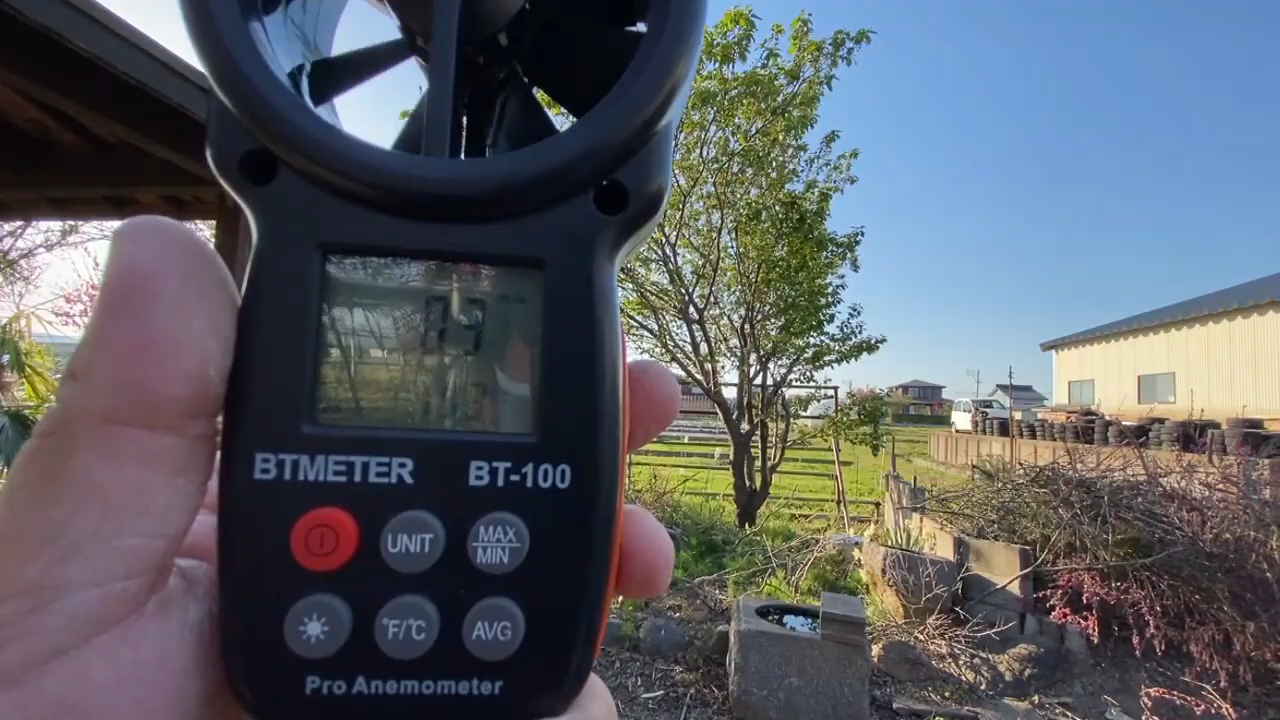 BTMETER BT-100
UNIT MAX
MIN
°F/°C AVG
Pro Anemometer